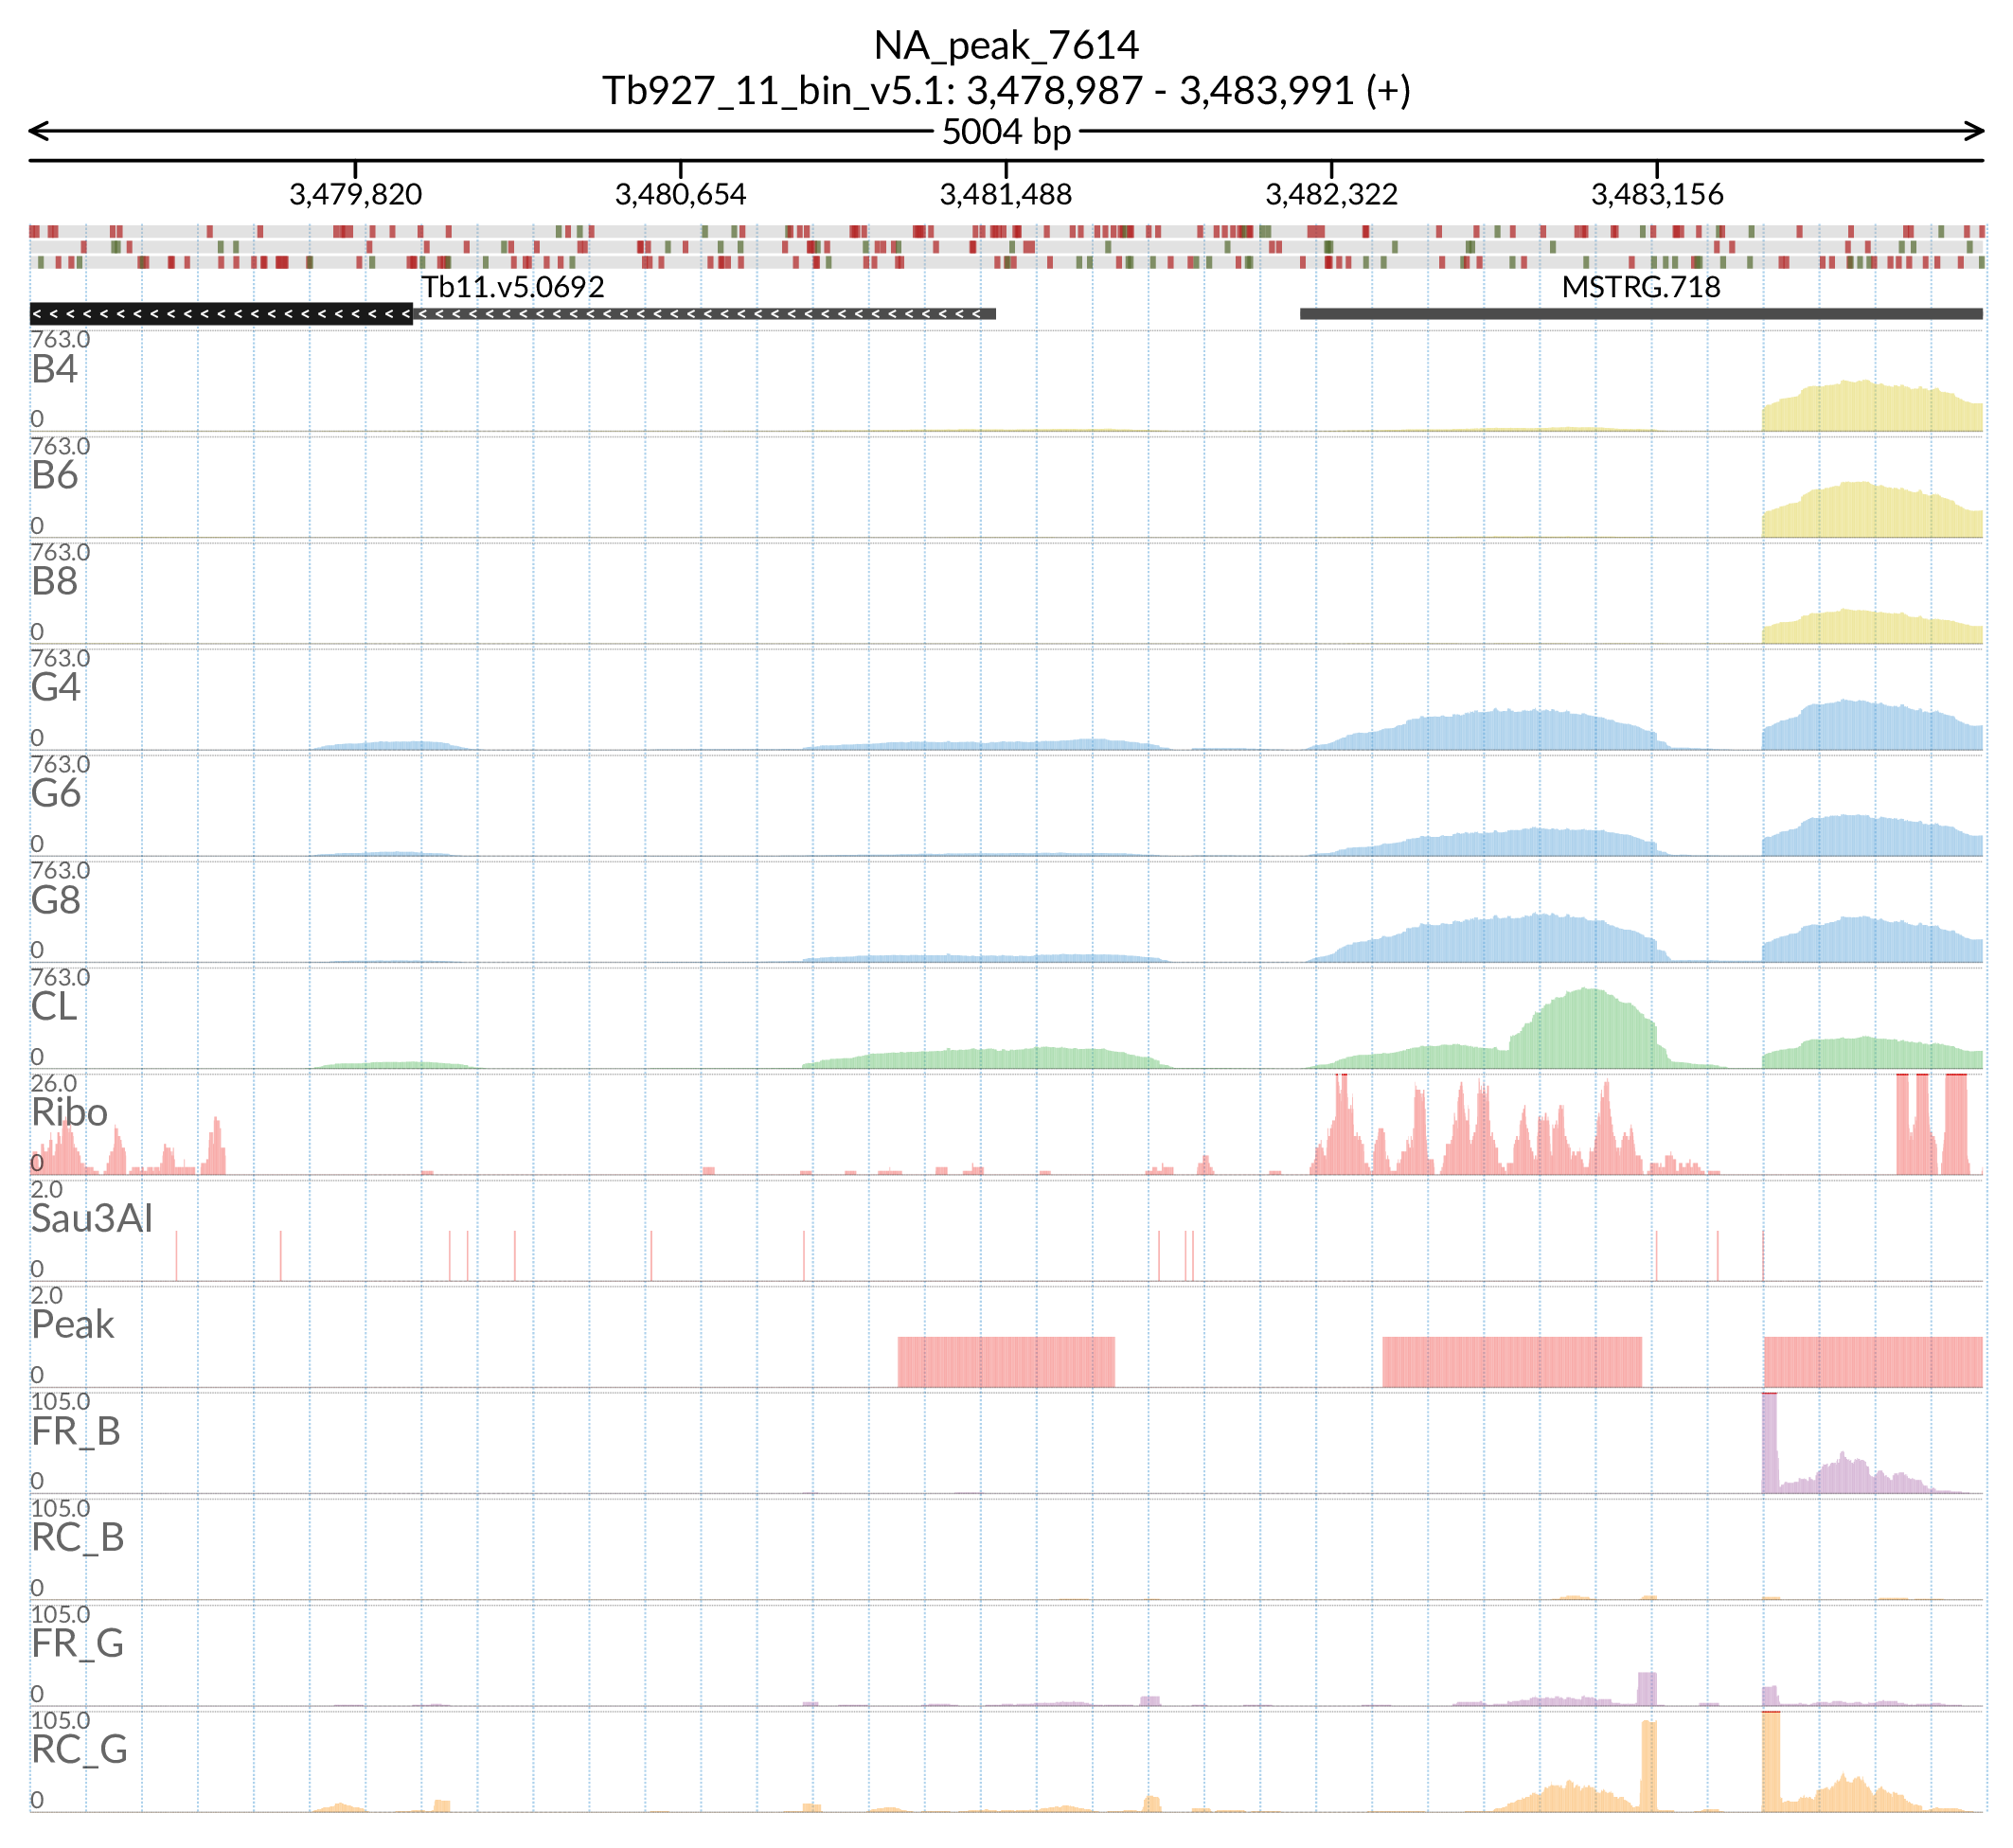 NA_peak_7614
Tb927_11_bin_v5.1: 3,478,987 - 3,483,991 (+)
5004 bp
3,479,820 3,480,654 3,481,488 3,482,322 3,483,156
Tb11.v5.0692 MSTRG.718
763.0
B4
0
763.0
B6
0
763.0
B8
0
763.0
G4
0
763.0
G6
0
763.0
G8
0
763.0
CL
0
26.0
Ribo
0
2.0
Sau3AI
0
2.0
Peak
0
105.0
FR_B
0
105.0
RC_B
0
105.0
FR_G
0
105.0
RC_G
0